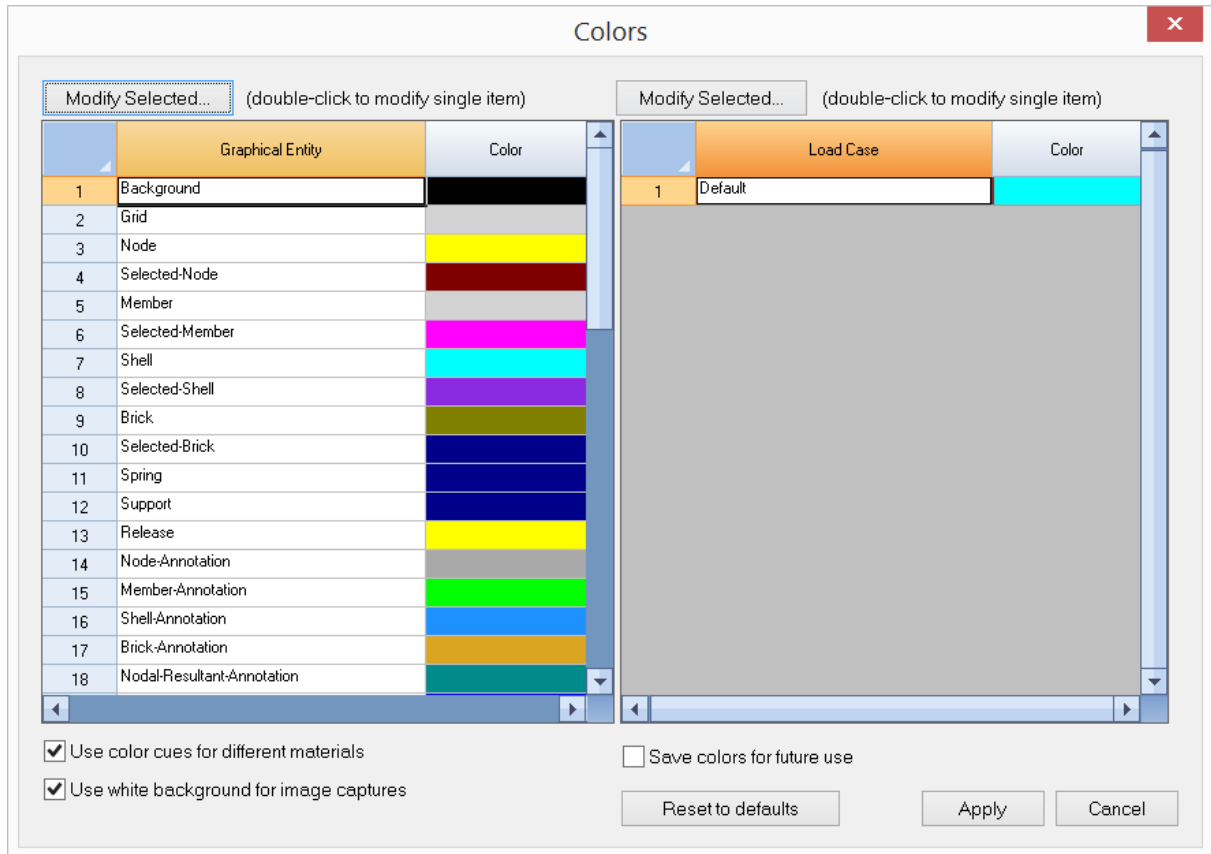 Colors
Modify Selected... (double-click to modify single item)
Graphical Entity Color
1 Background
2 Grid
3 Node
4 Selected-Node
5 Member
6 Selected-Member
7 Shell
8 Selected-Shell
9 Brick
10 Selected-Brick
11 Spring
12 Support
13 Release
14 Node-Annotation
15 Member-Annotation
16 Shell-Annotation
17 Brick-Annotation
18 Nodal-Resultant-Annotation
Use color cues for different materials
Use white background for image captures
Modify Selected... (double-click to modify single item)
Load Case Color
1 Default
Save colors for future use
Reset to defaults Apply Cancel